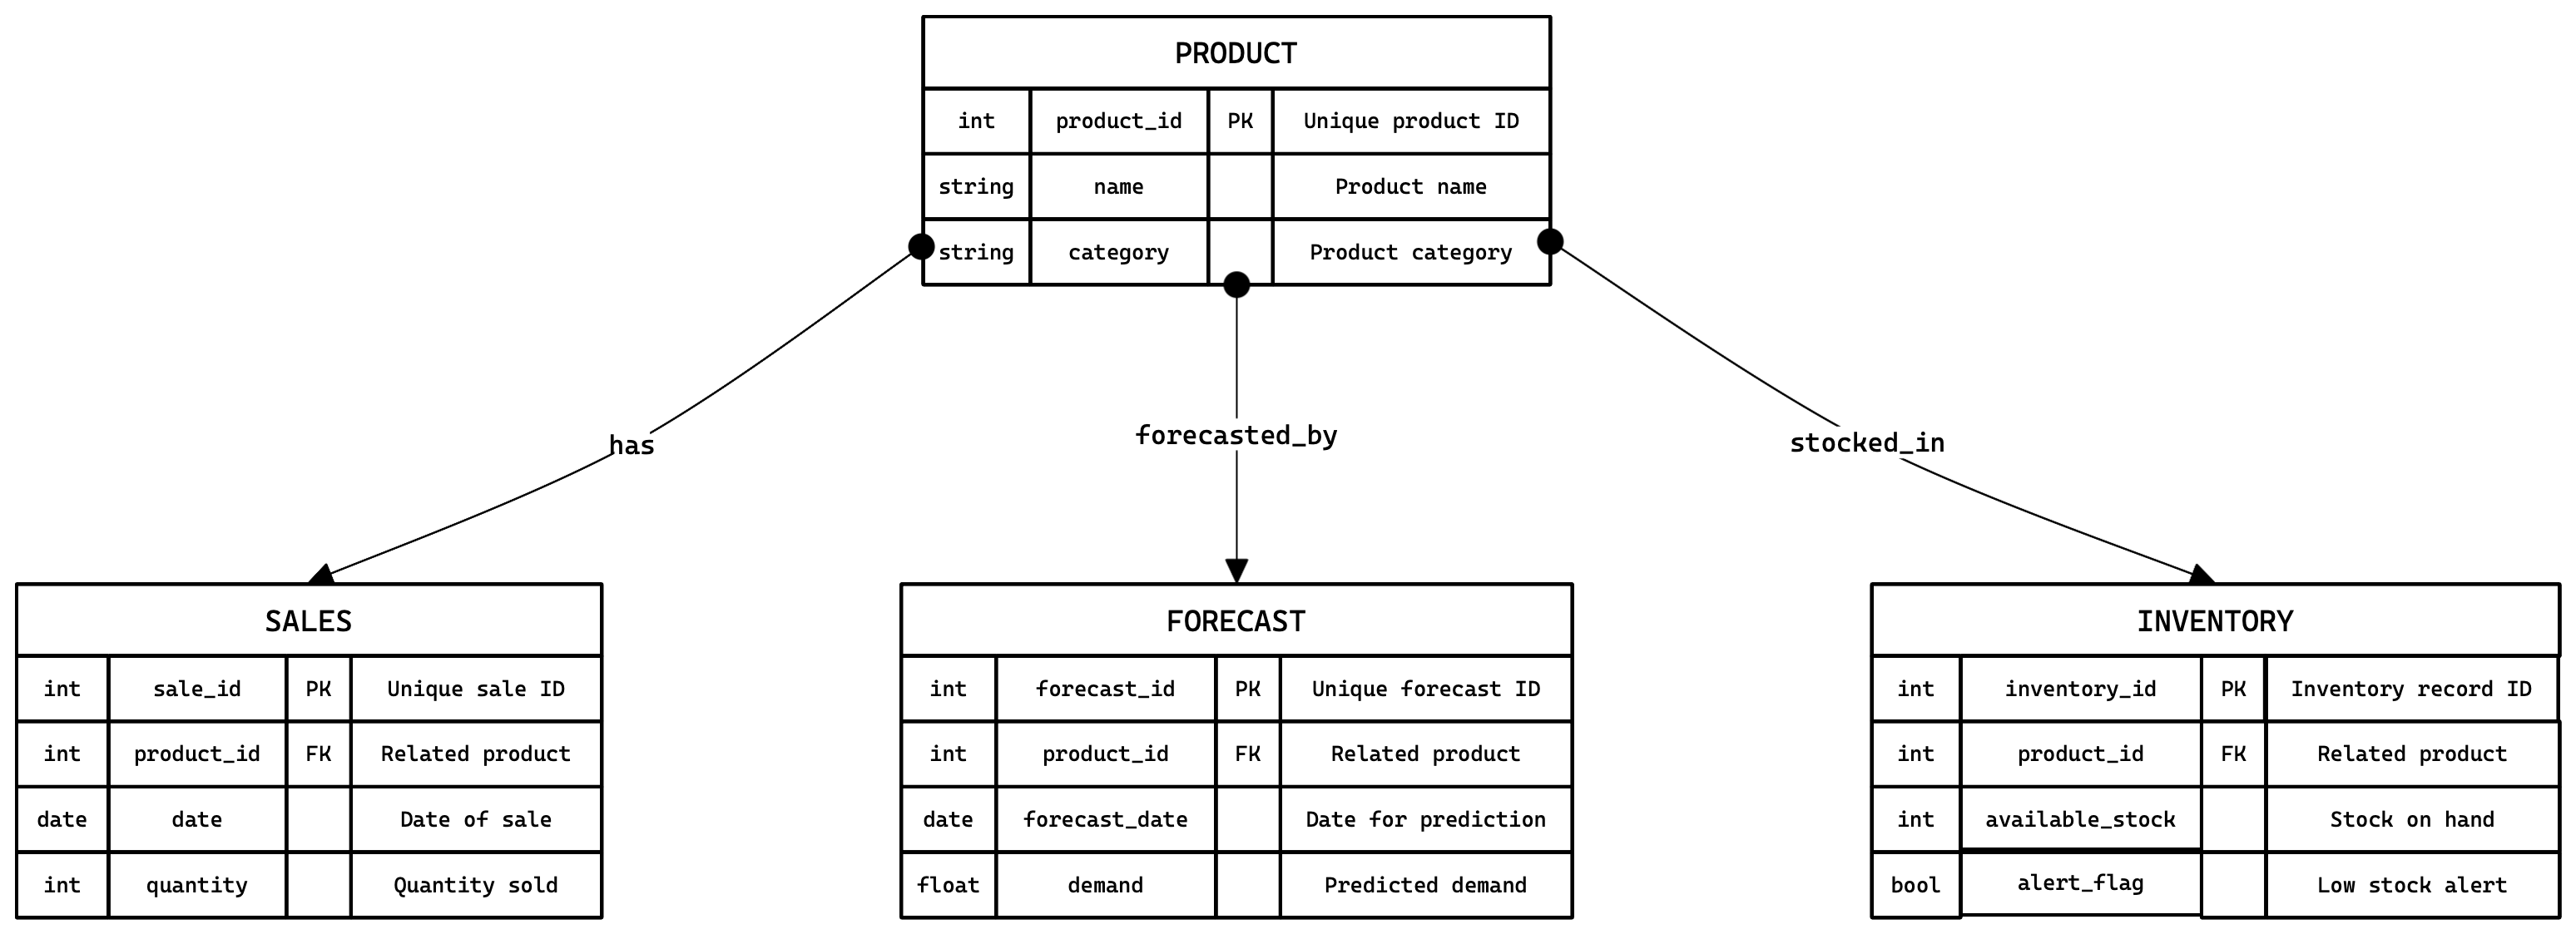 PRODUCT
int product_id PK Unique product ID
string name Product name
string category Product category
has
forecasted_by
stocked_in
SALES
int sale_id PK Unique sale ID
int product_id FK Related product
date date Date of sale
int quantity Quantity sold
FORECAST
int forecast_id PK Unique forecast ID
int product_id FK Related product
date forecast_date Date for prediction
float demand Predicted demand
INVENTORY
int inventory_id PK Inventory record ID
int product_id FK Related product
int available_stock Stock on hand
bool alert_flag Low stock alert